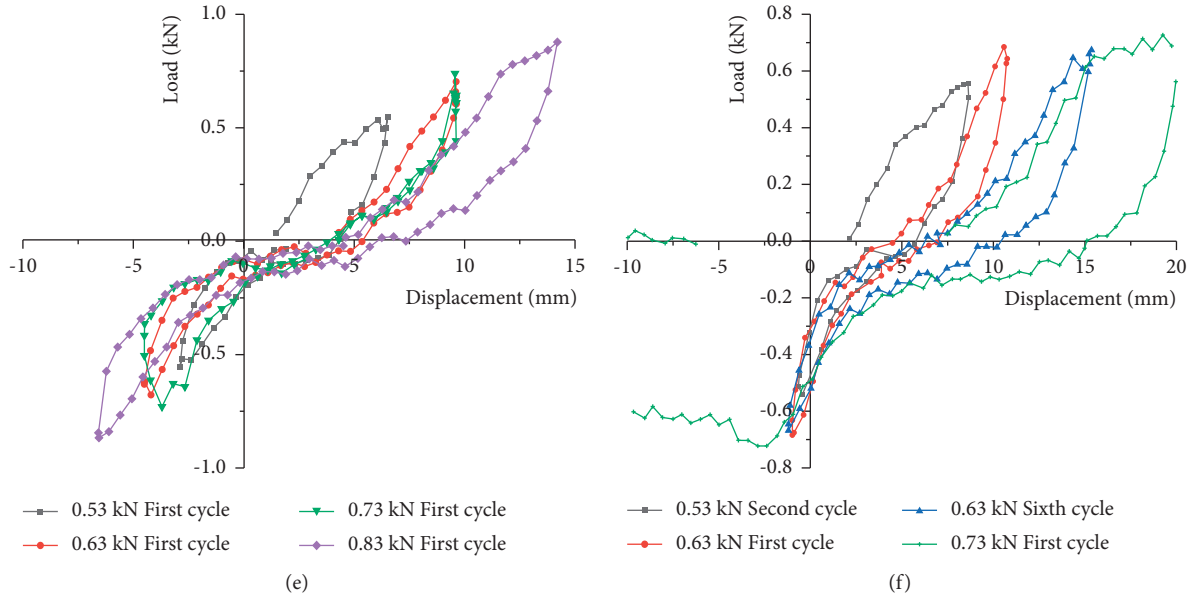 1.0
0.5
0.0
-0.5
-1.0
Load (kN)
-10
-5
0
5
10
15
Displacement (mm)
0.53 kN First cycle
0.63 kN First cycle
0.73 kN First cycle
0.83 kN First cycle
(e)
0.8
0.6
0.4
0.2
0.0
-0.2
-0.4
-0.6
-0.8
Load (kN)
-10
-5
0
5
10
15
20
Displacement (mm)
0.53 kN Second cycle
0.63 kN First cycle
0.63 kN Sixth cycle
0.73 kN First cycle
(f)